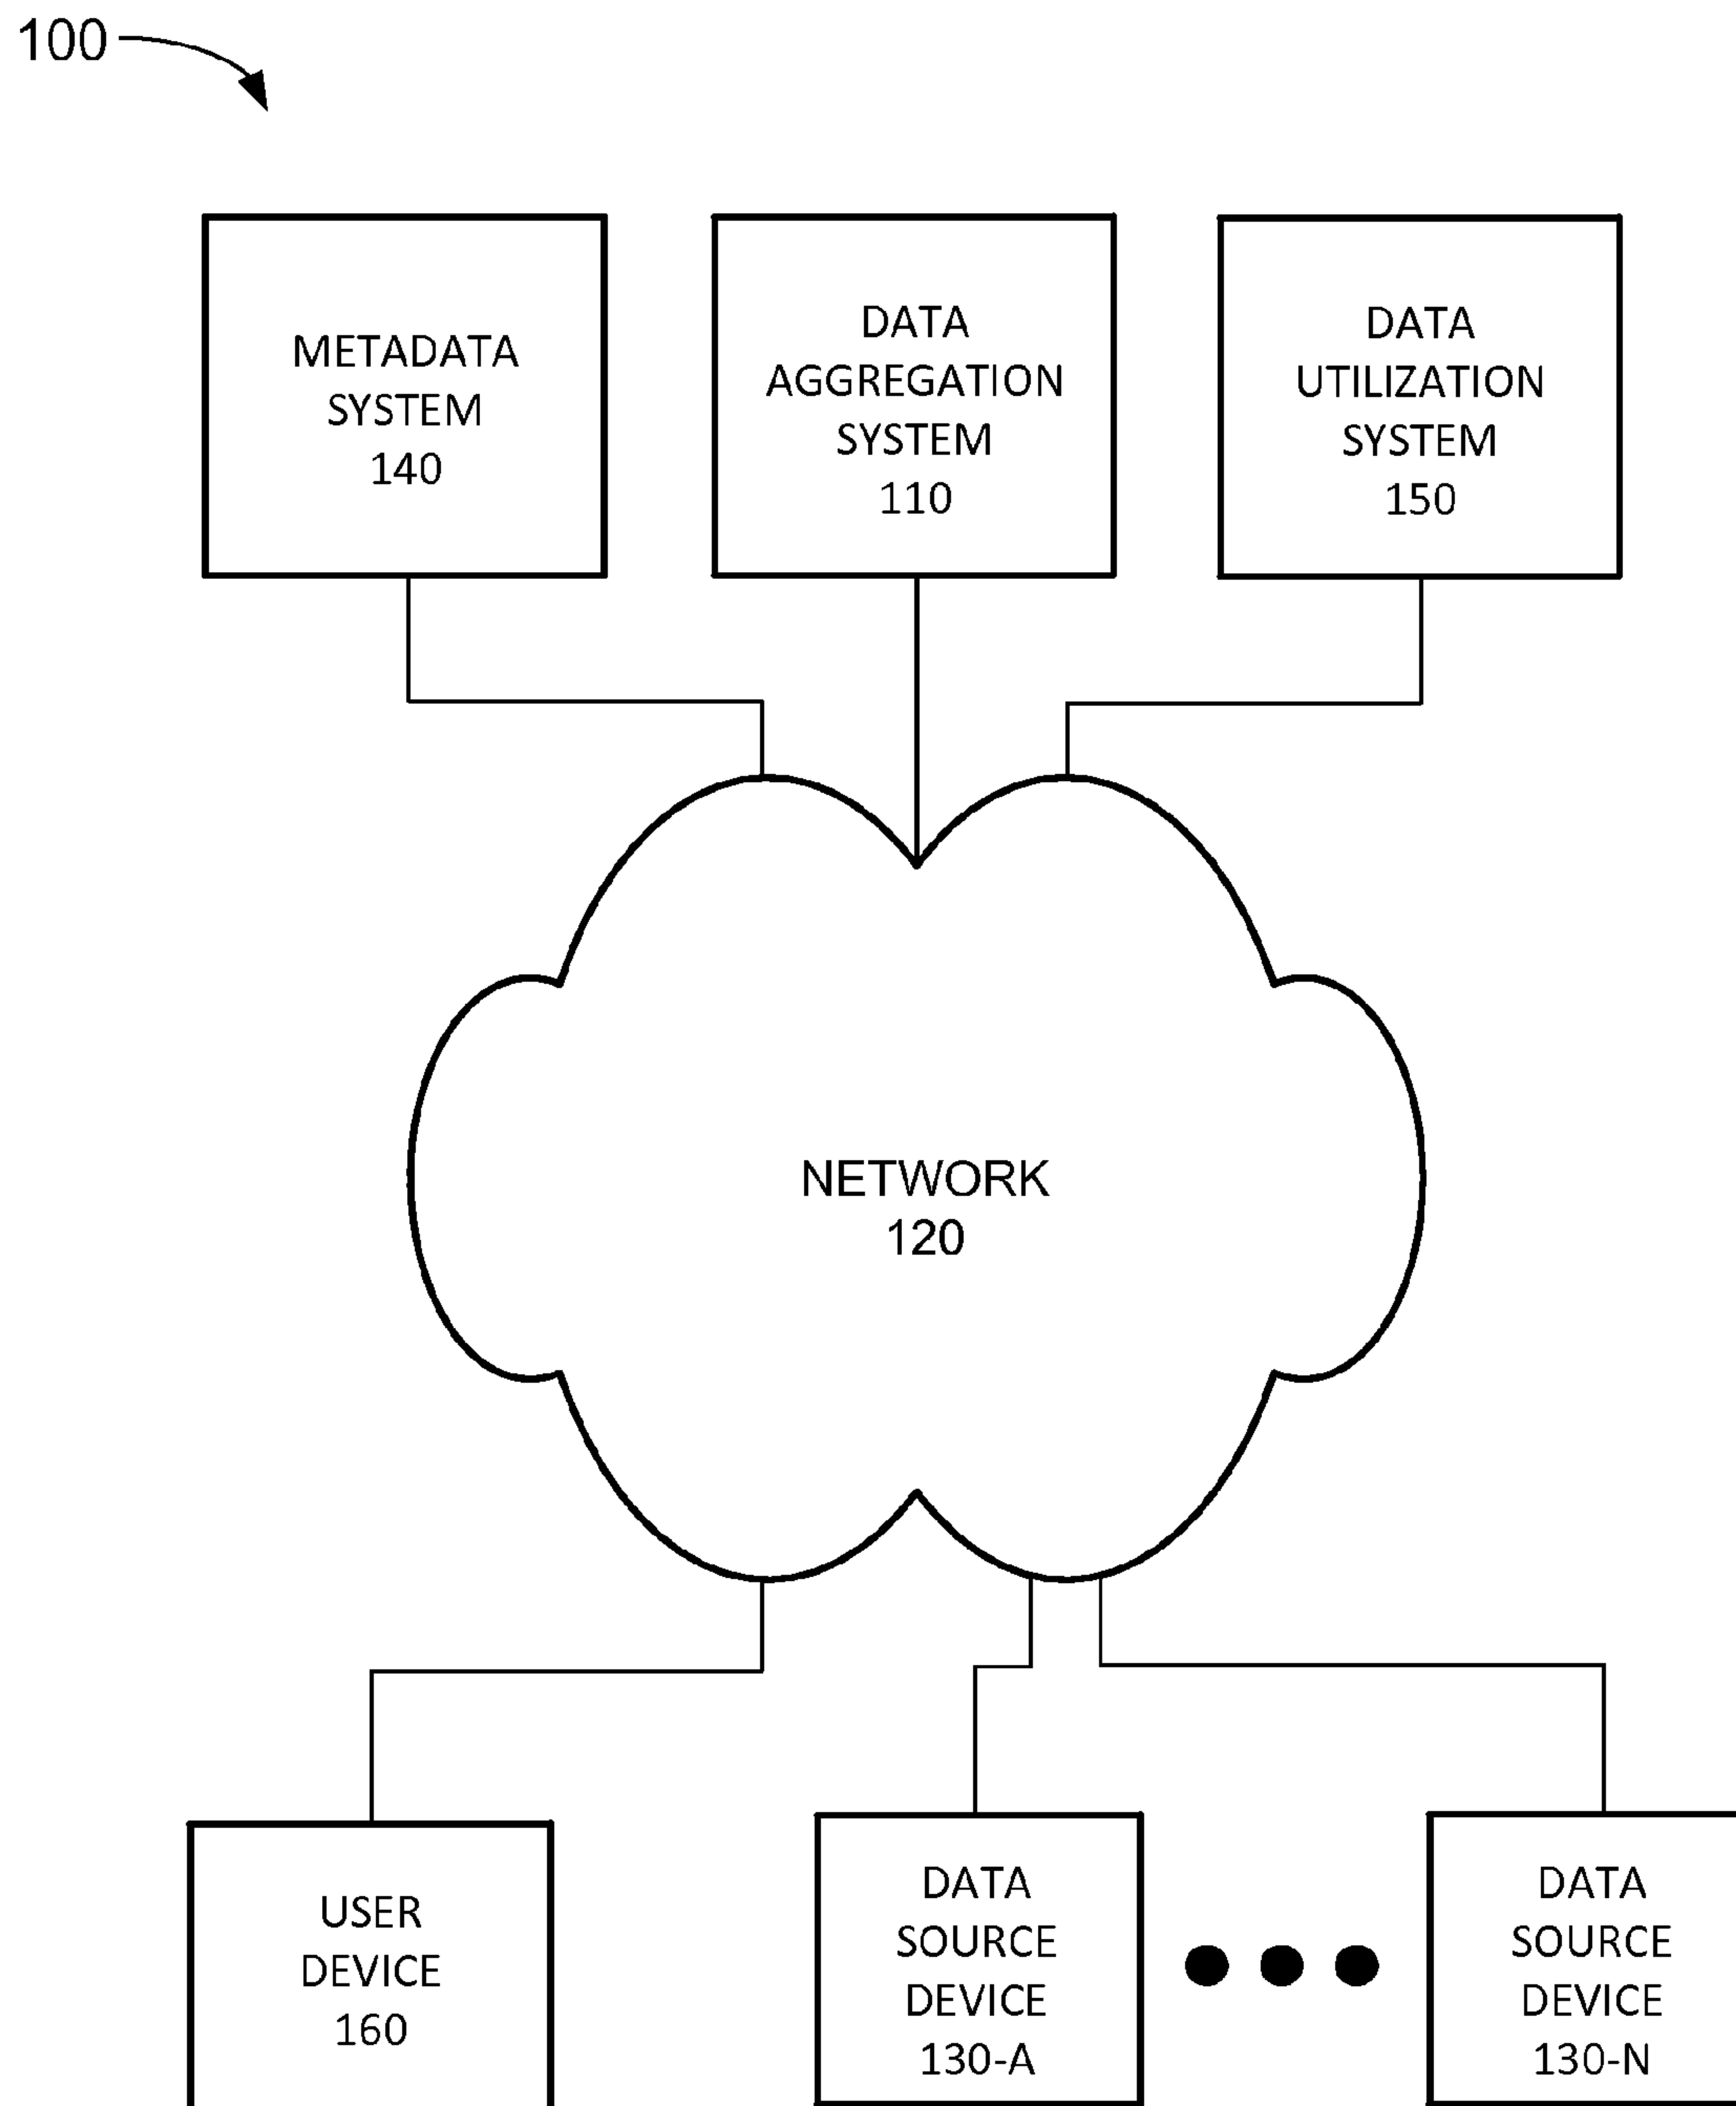 100
METADATA
SYSTEM
140
DATA
AGGREGATION
SYSTEM
110
DATA
UTILIZATION
SYSTEM
150
NETWORK
120
USER
DEVICE
160
DATA
SOURCE
DEVICE
130-A
DATA
SOURCE
DEVICE
130-N